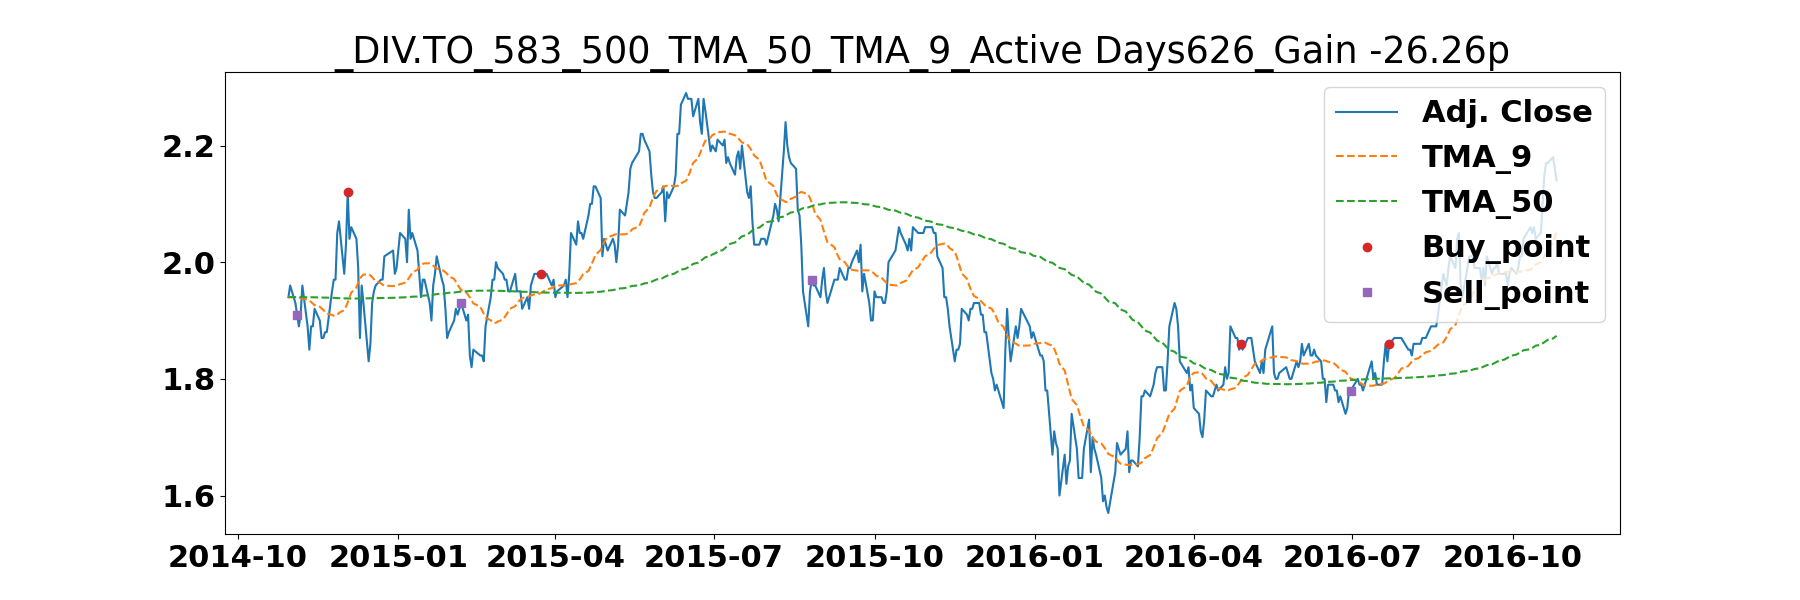 _DIV.TO_583_500_TMA_50_TMA_9_Active Days626_Gain -26.26p
Adj. Close
TMA_9
TMA_50
Buy_point
Sell_point
2.2
2.0
1.8
1.6
2014-10 2015-01 2015-04 2015-07 2015-10 2016-01 2016-04 2016-07 2016-10